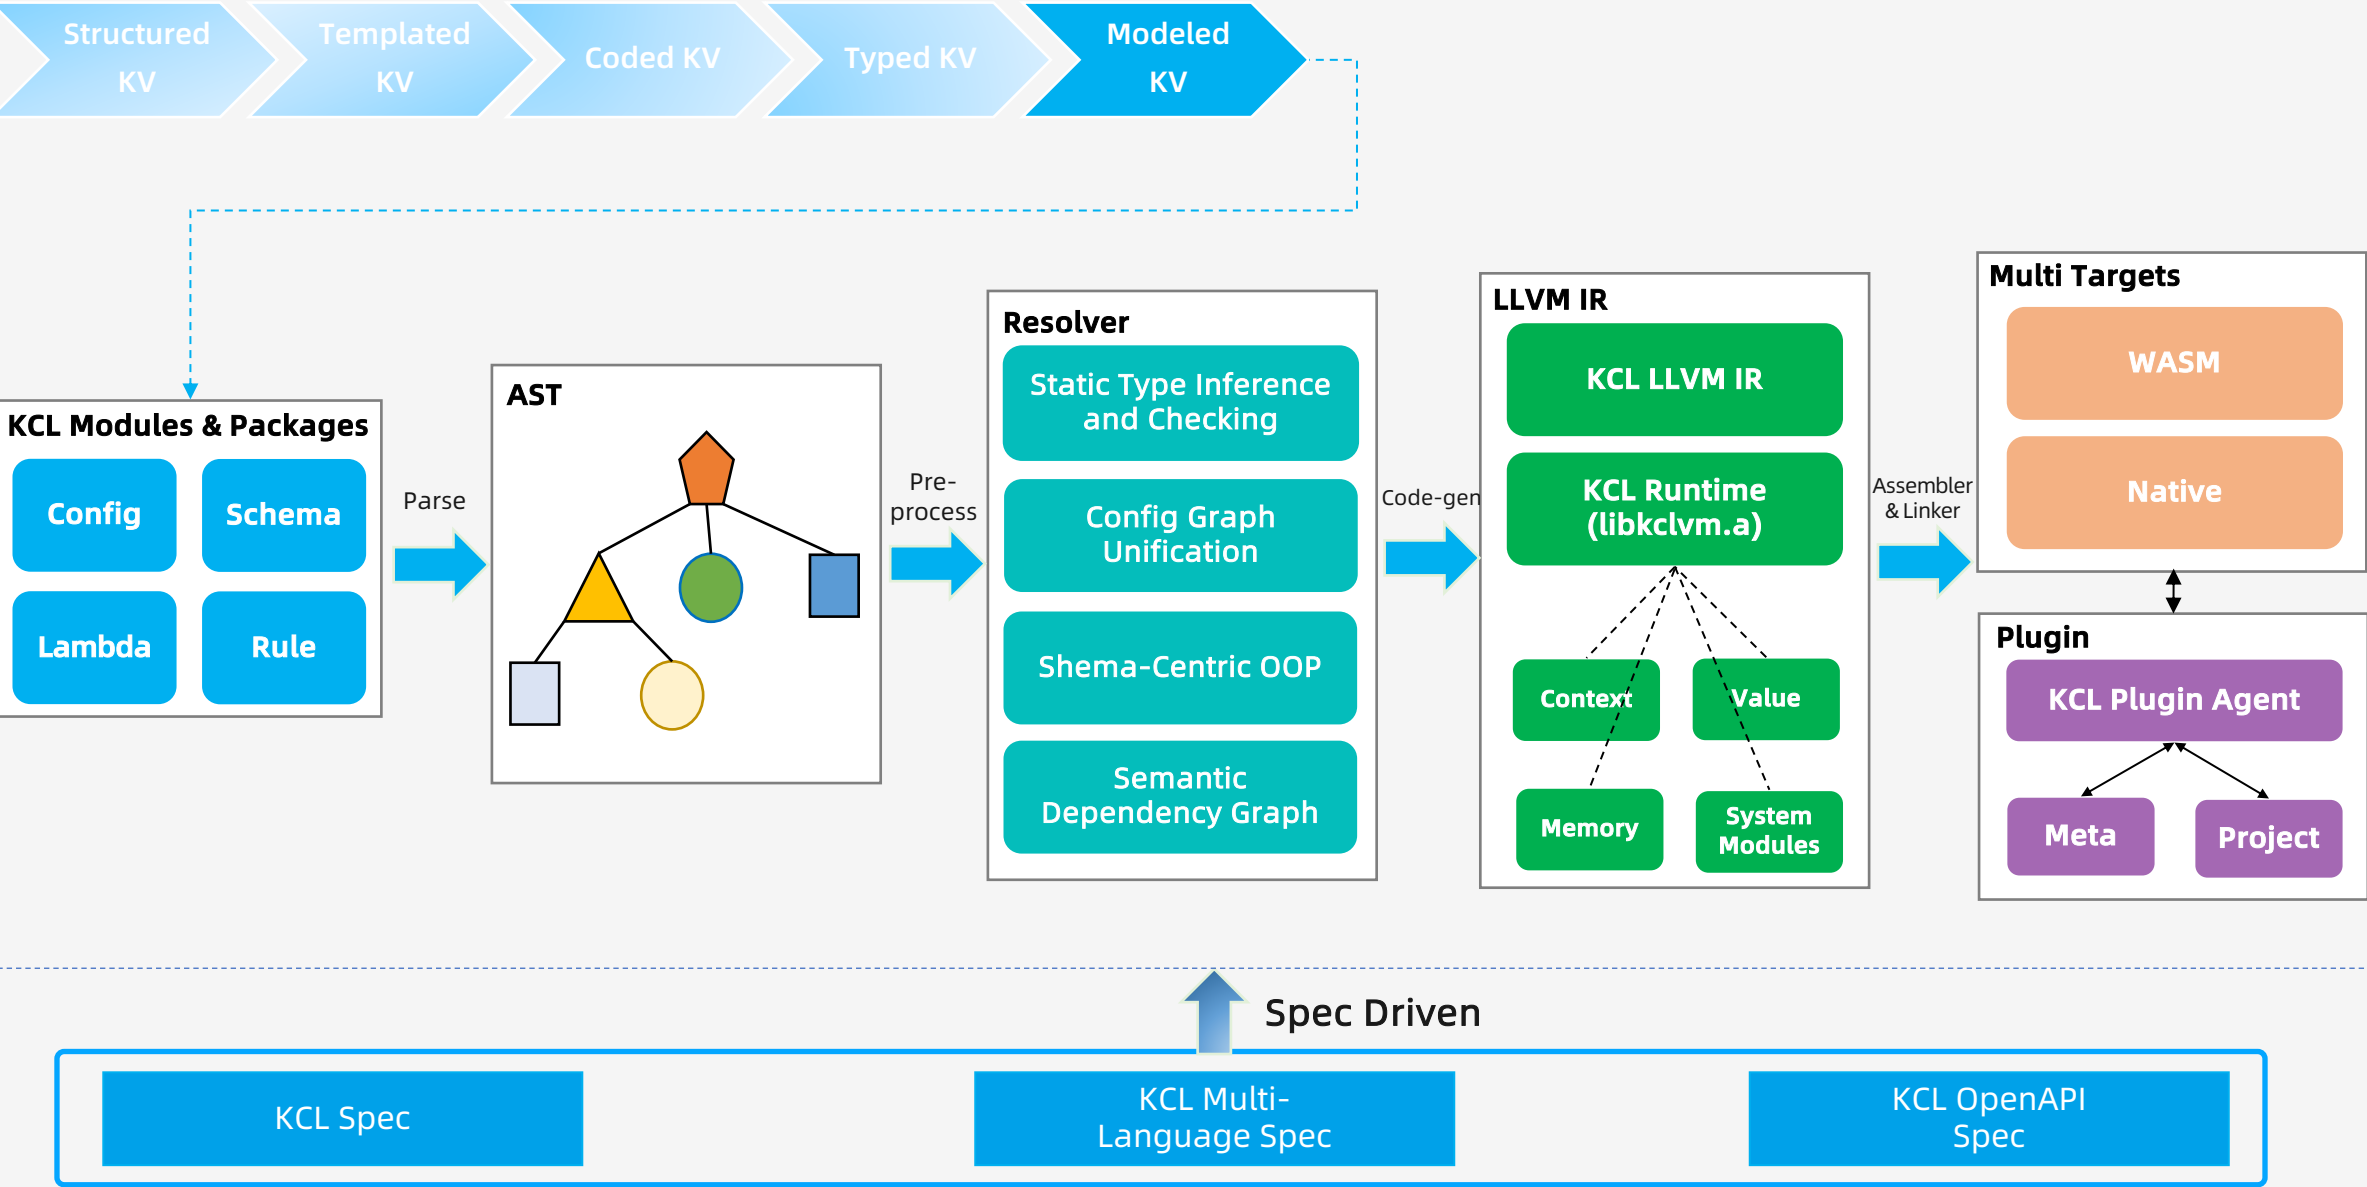 Structured
KV
Templated
KV
Coded KV
Typed KV
Modeled
KV
KCL Modules & Packages
Config
Schema
Lambda
Rule
Parse
AST
Pre-
process
Resolver
Static Type Inference
and Checking
Config Graph
Unification
Shema-Centric OOP
Semantic
Dependency Graph
Code-gen
LLVM IR
KCL LLVM IR
KCL Runtime
(libkclvm.a)
Context
Value
Memory
System
Modules
Assembler
& Linker
Multi Targets
WASM
Native
Plugin
KCL Plugin Agent
Meta
Project
Spec Driven
KCL Spec
KCL Multi-
Language Spec
KCL OpenAPI
Spec